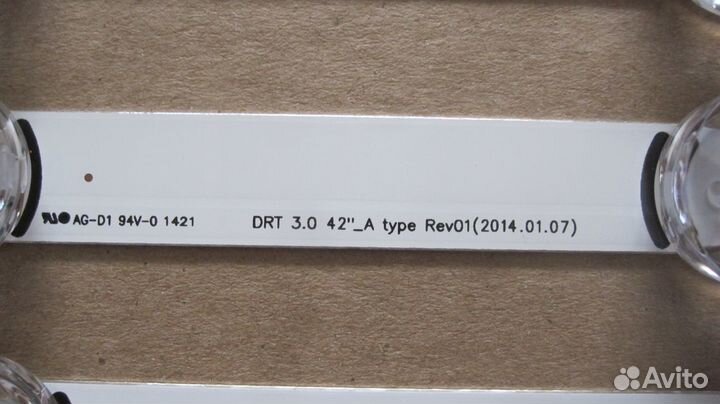 AG-D1 94V-0 1421
DRT 3.0 42"_A type Rev01(2014.01.07)
Avito